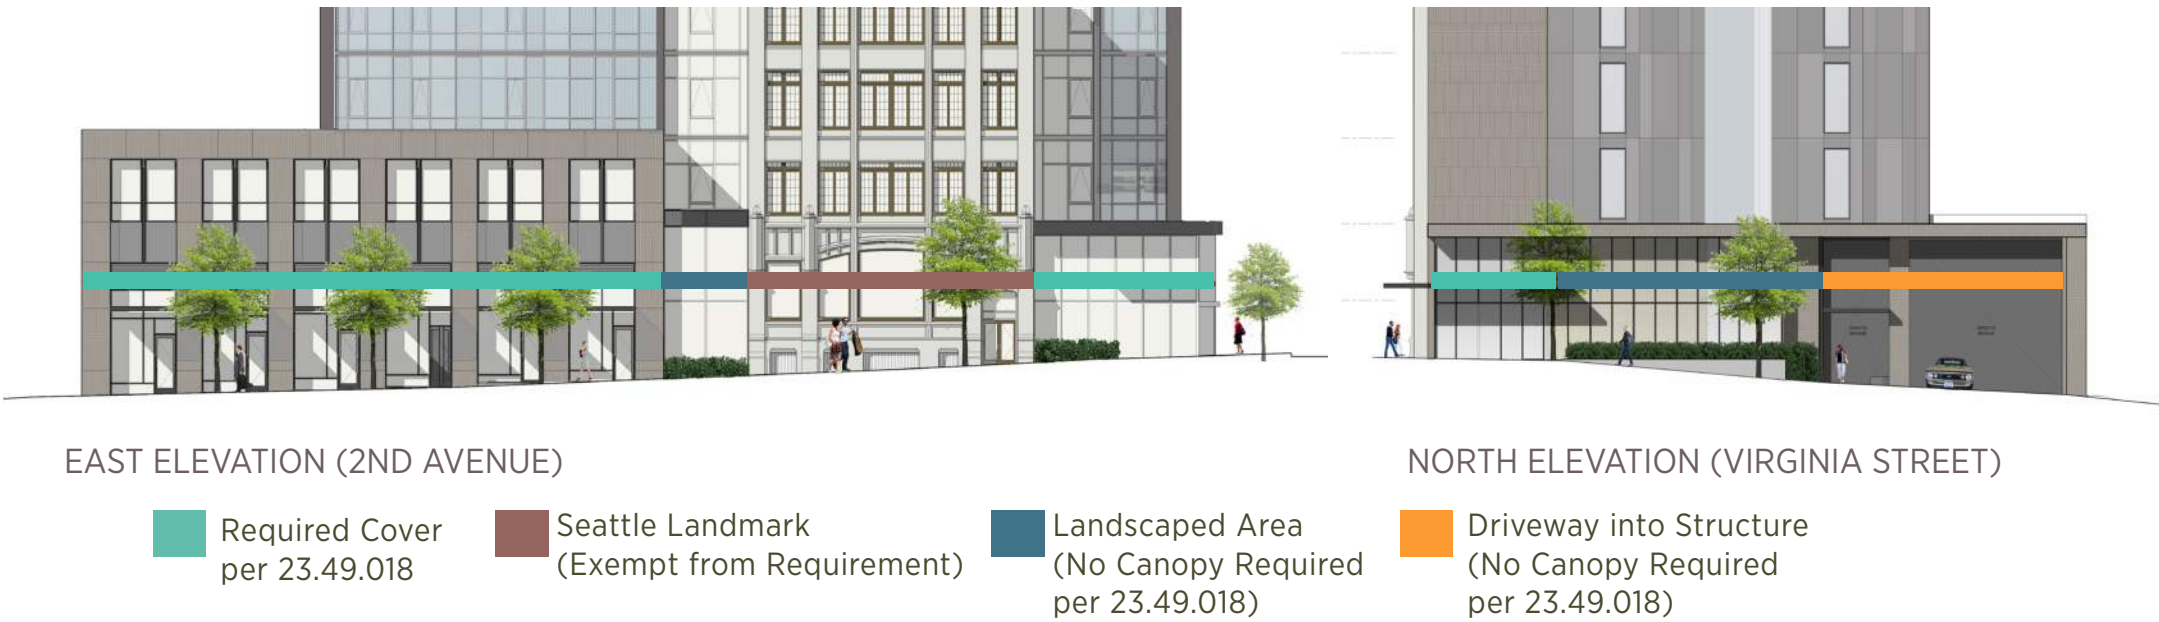 EAST ELEVATION (2ND AVENUE)
NORTH ELEVATION (VIRGINIA STREET)
Required Cover
per 23.49.018
Seattle Landmark
(Exempt from Requirement)
Landscaped Area
(No Canopy Required
per 23.49.018)
Driveway into Structure
(No Canopy Required
per 23.49.018)